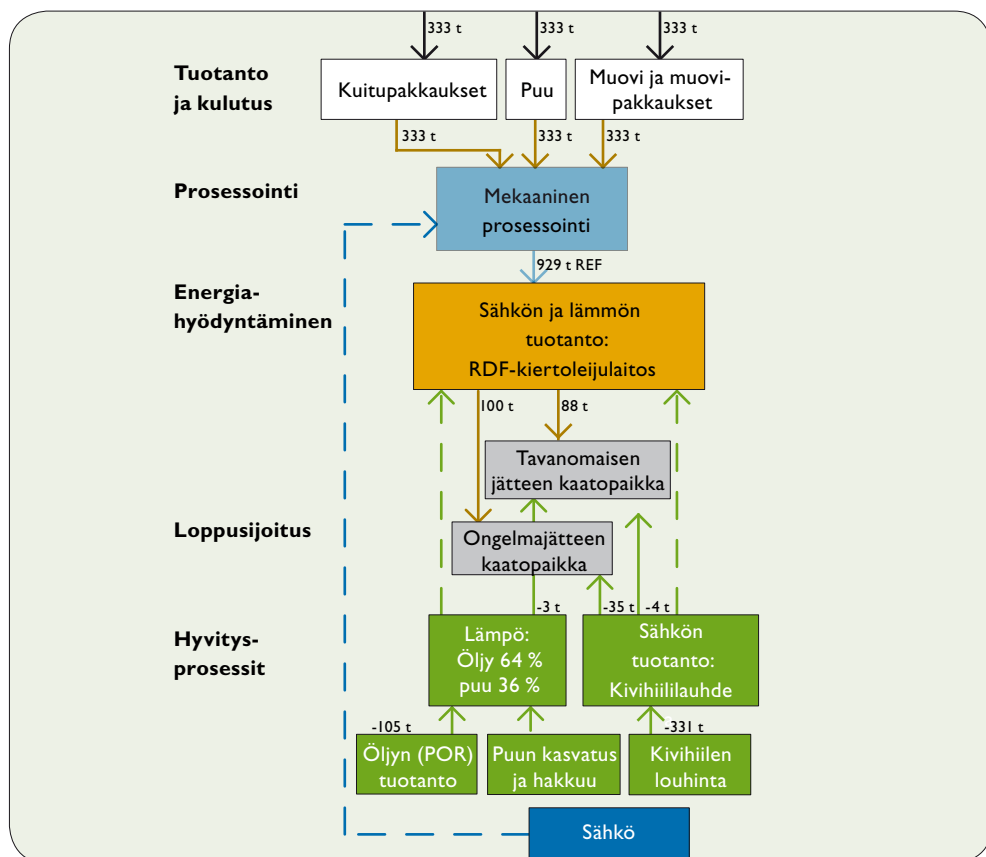 333 t 333 t 333 t
Tuotanto
ja kulutus
Kuitupakkaukset
Puu
Muovi ja muovi-
pakkaukset
333 t 333 t 333 t
Prosessointi
Mekaaninen
prosessointi
929 t REF
Energia-
hyödyntäminen
Sähkön ja lämmön
tuotanto:
RDF-kiertoleijulaitos
100 t 88 t
Tavanomaisen
jätteen kaatopaikka
Loppusijoitus
Ongelmajätteen
kaatopaikka
-3 t -35 t -4 t
Hyvitys-
prosessit
Lämpö:
Öljy 64 %
puu 36 %
Sähkön
tuotanto:
Kivihiililauhde
-105 t -331 t
Öljyn (POR)
tuotanto
Puun kasvatus
ja hakkuu
Kivihiilen
louhinta
Sähkö